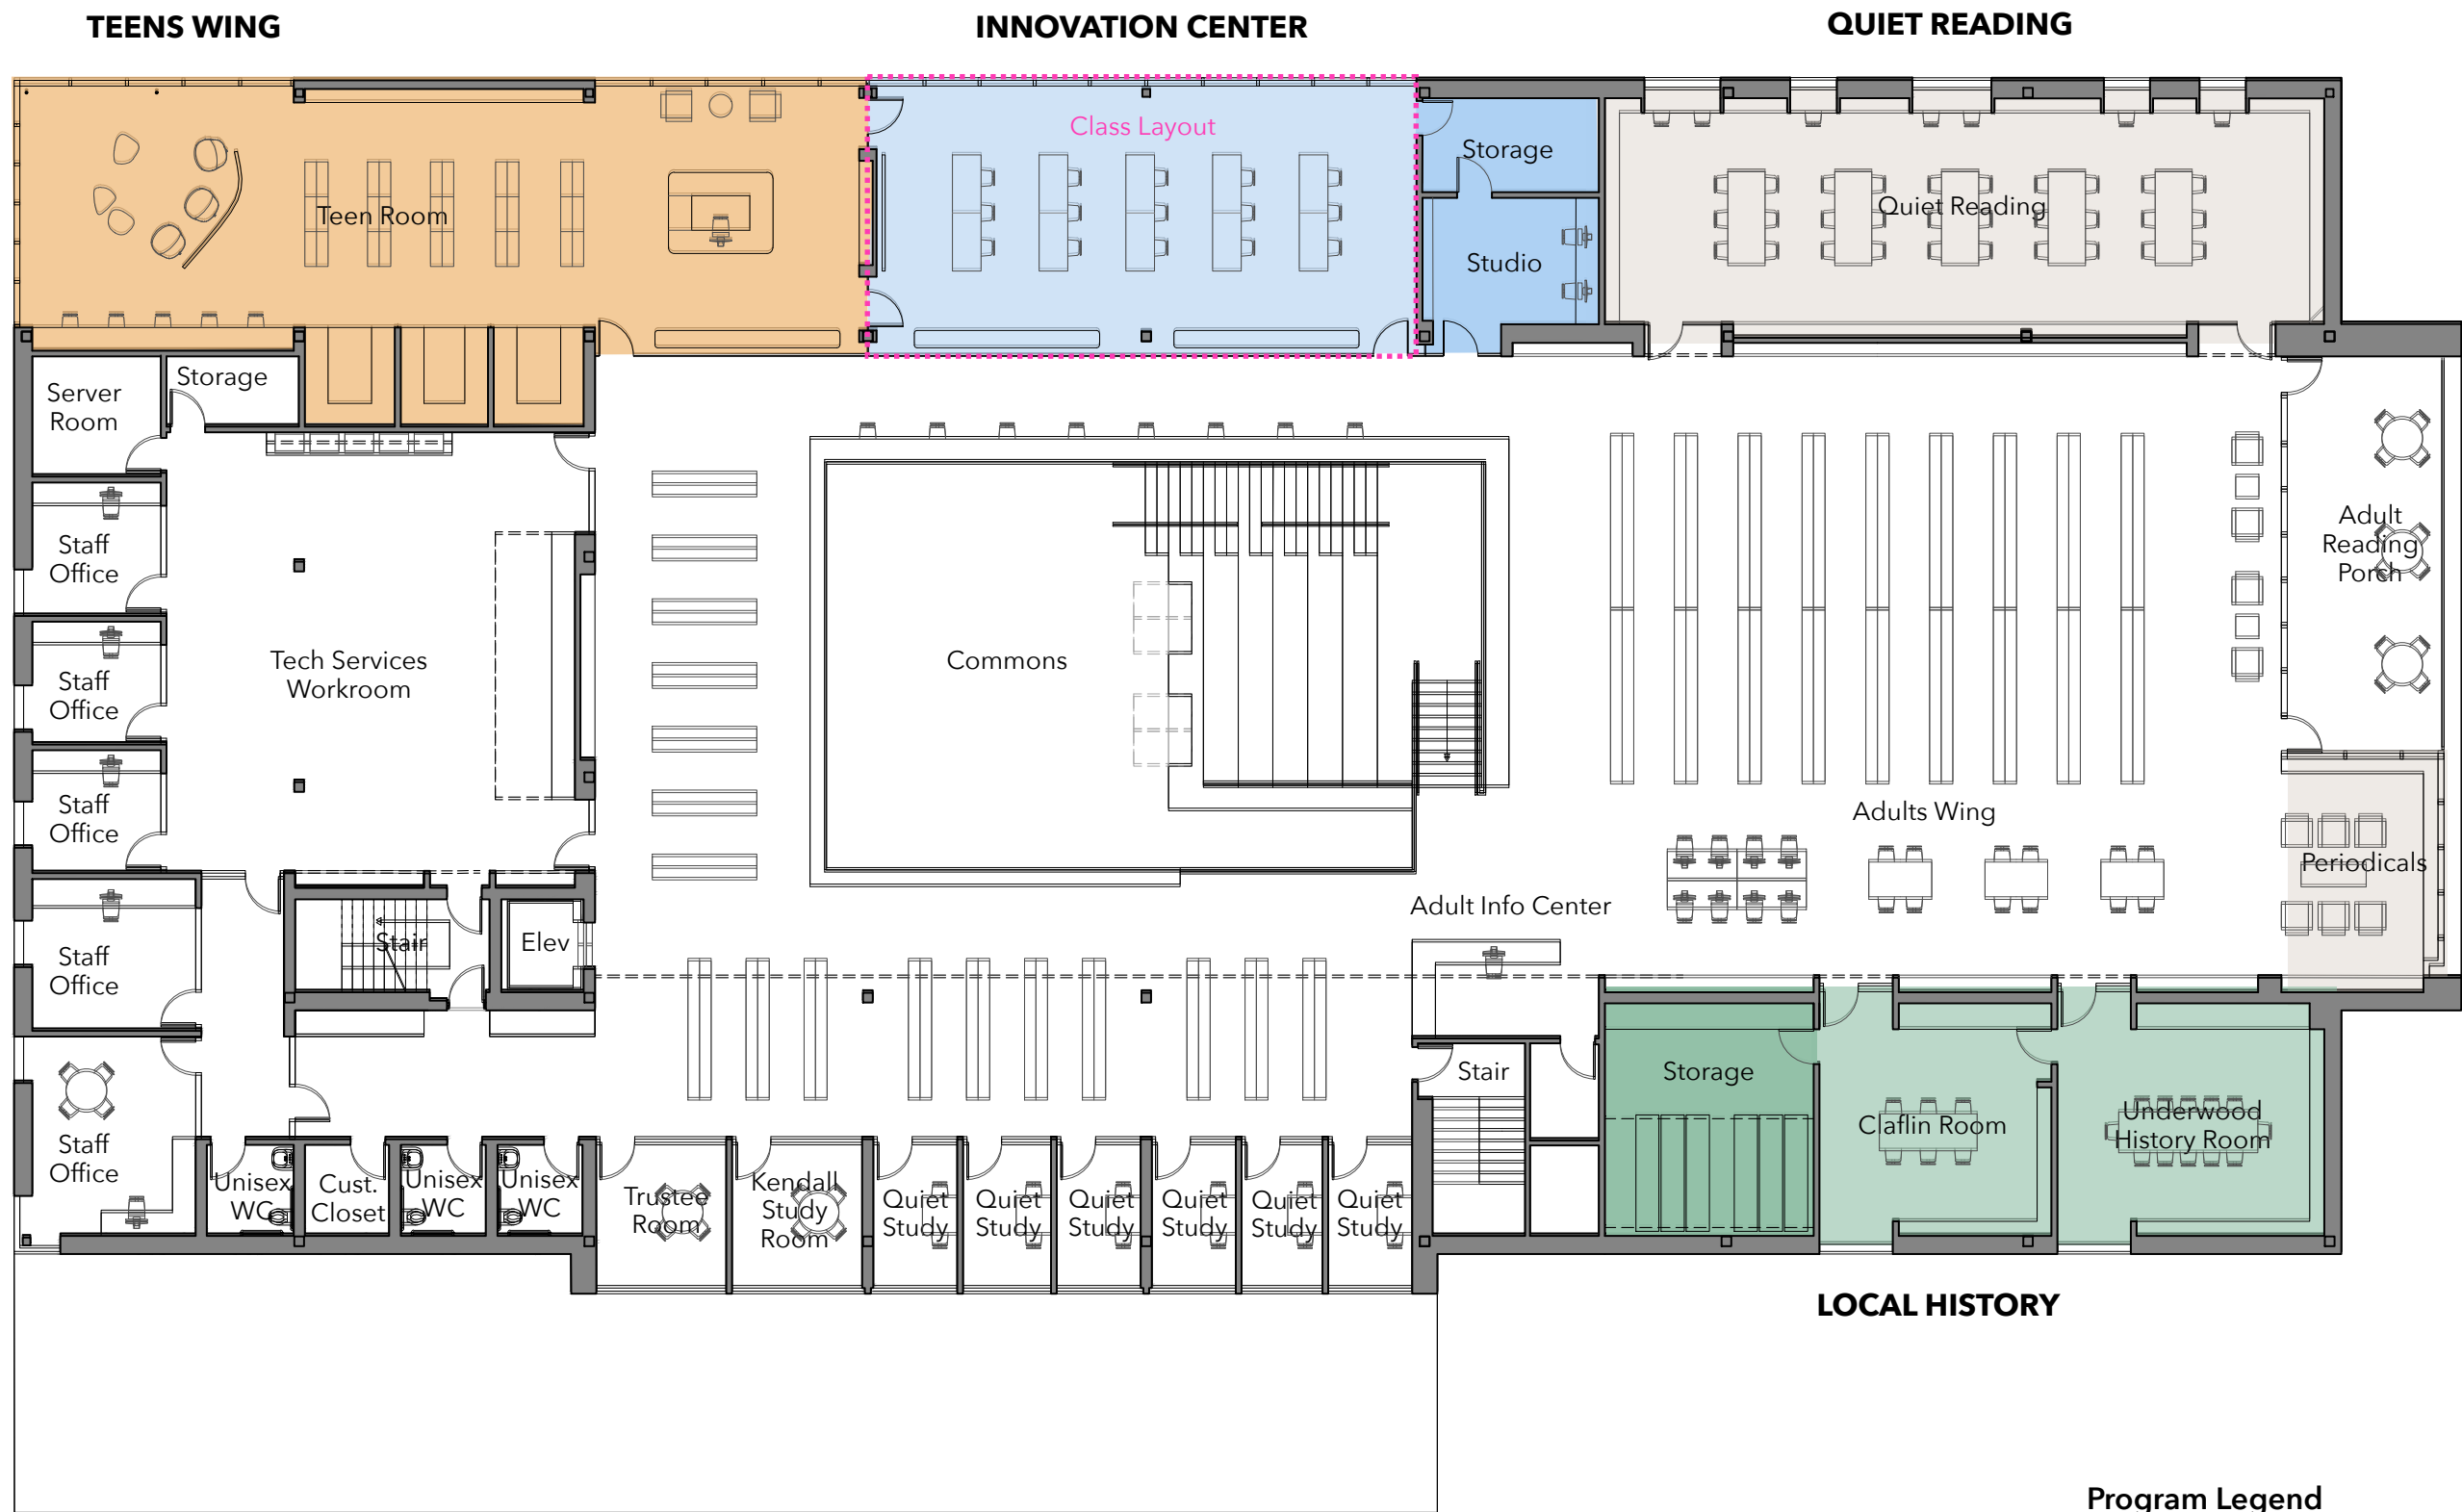 TEENS WING
INNOVATION CENTER
QUIET READING
Class Layout
Storage
Teen Room
Quiet Reading
Studio
Server
Room
Storage
Staff
Office
Adult
Reading
Porch
Staff
Office
Tech Services
Workroom
Commons
Staff
Office
Adults Wing
Periodicals
Adult Info Center
Staff
Office
Stair
Elev
Stair
Storage
Claflin Room
Underwood
History Room
Staff
Office
Unisex
WC
Cust.
Closet
Unisex
WC
Unisex
WC
Trustee
Room
Kendall
Study
Room
Quiet
Study
Quiet
Study
Quiet
Study
Quiet
Study
Quiet
Study
Quiet
Study
LOCAL HISTORY
Program Legend